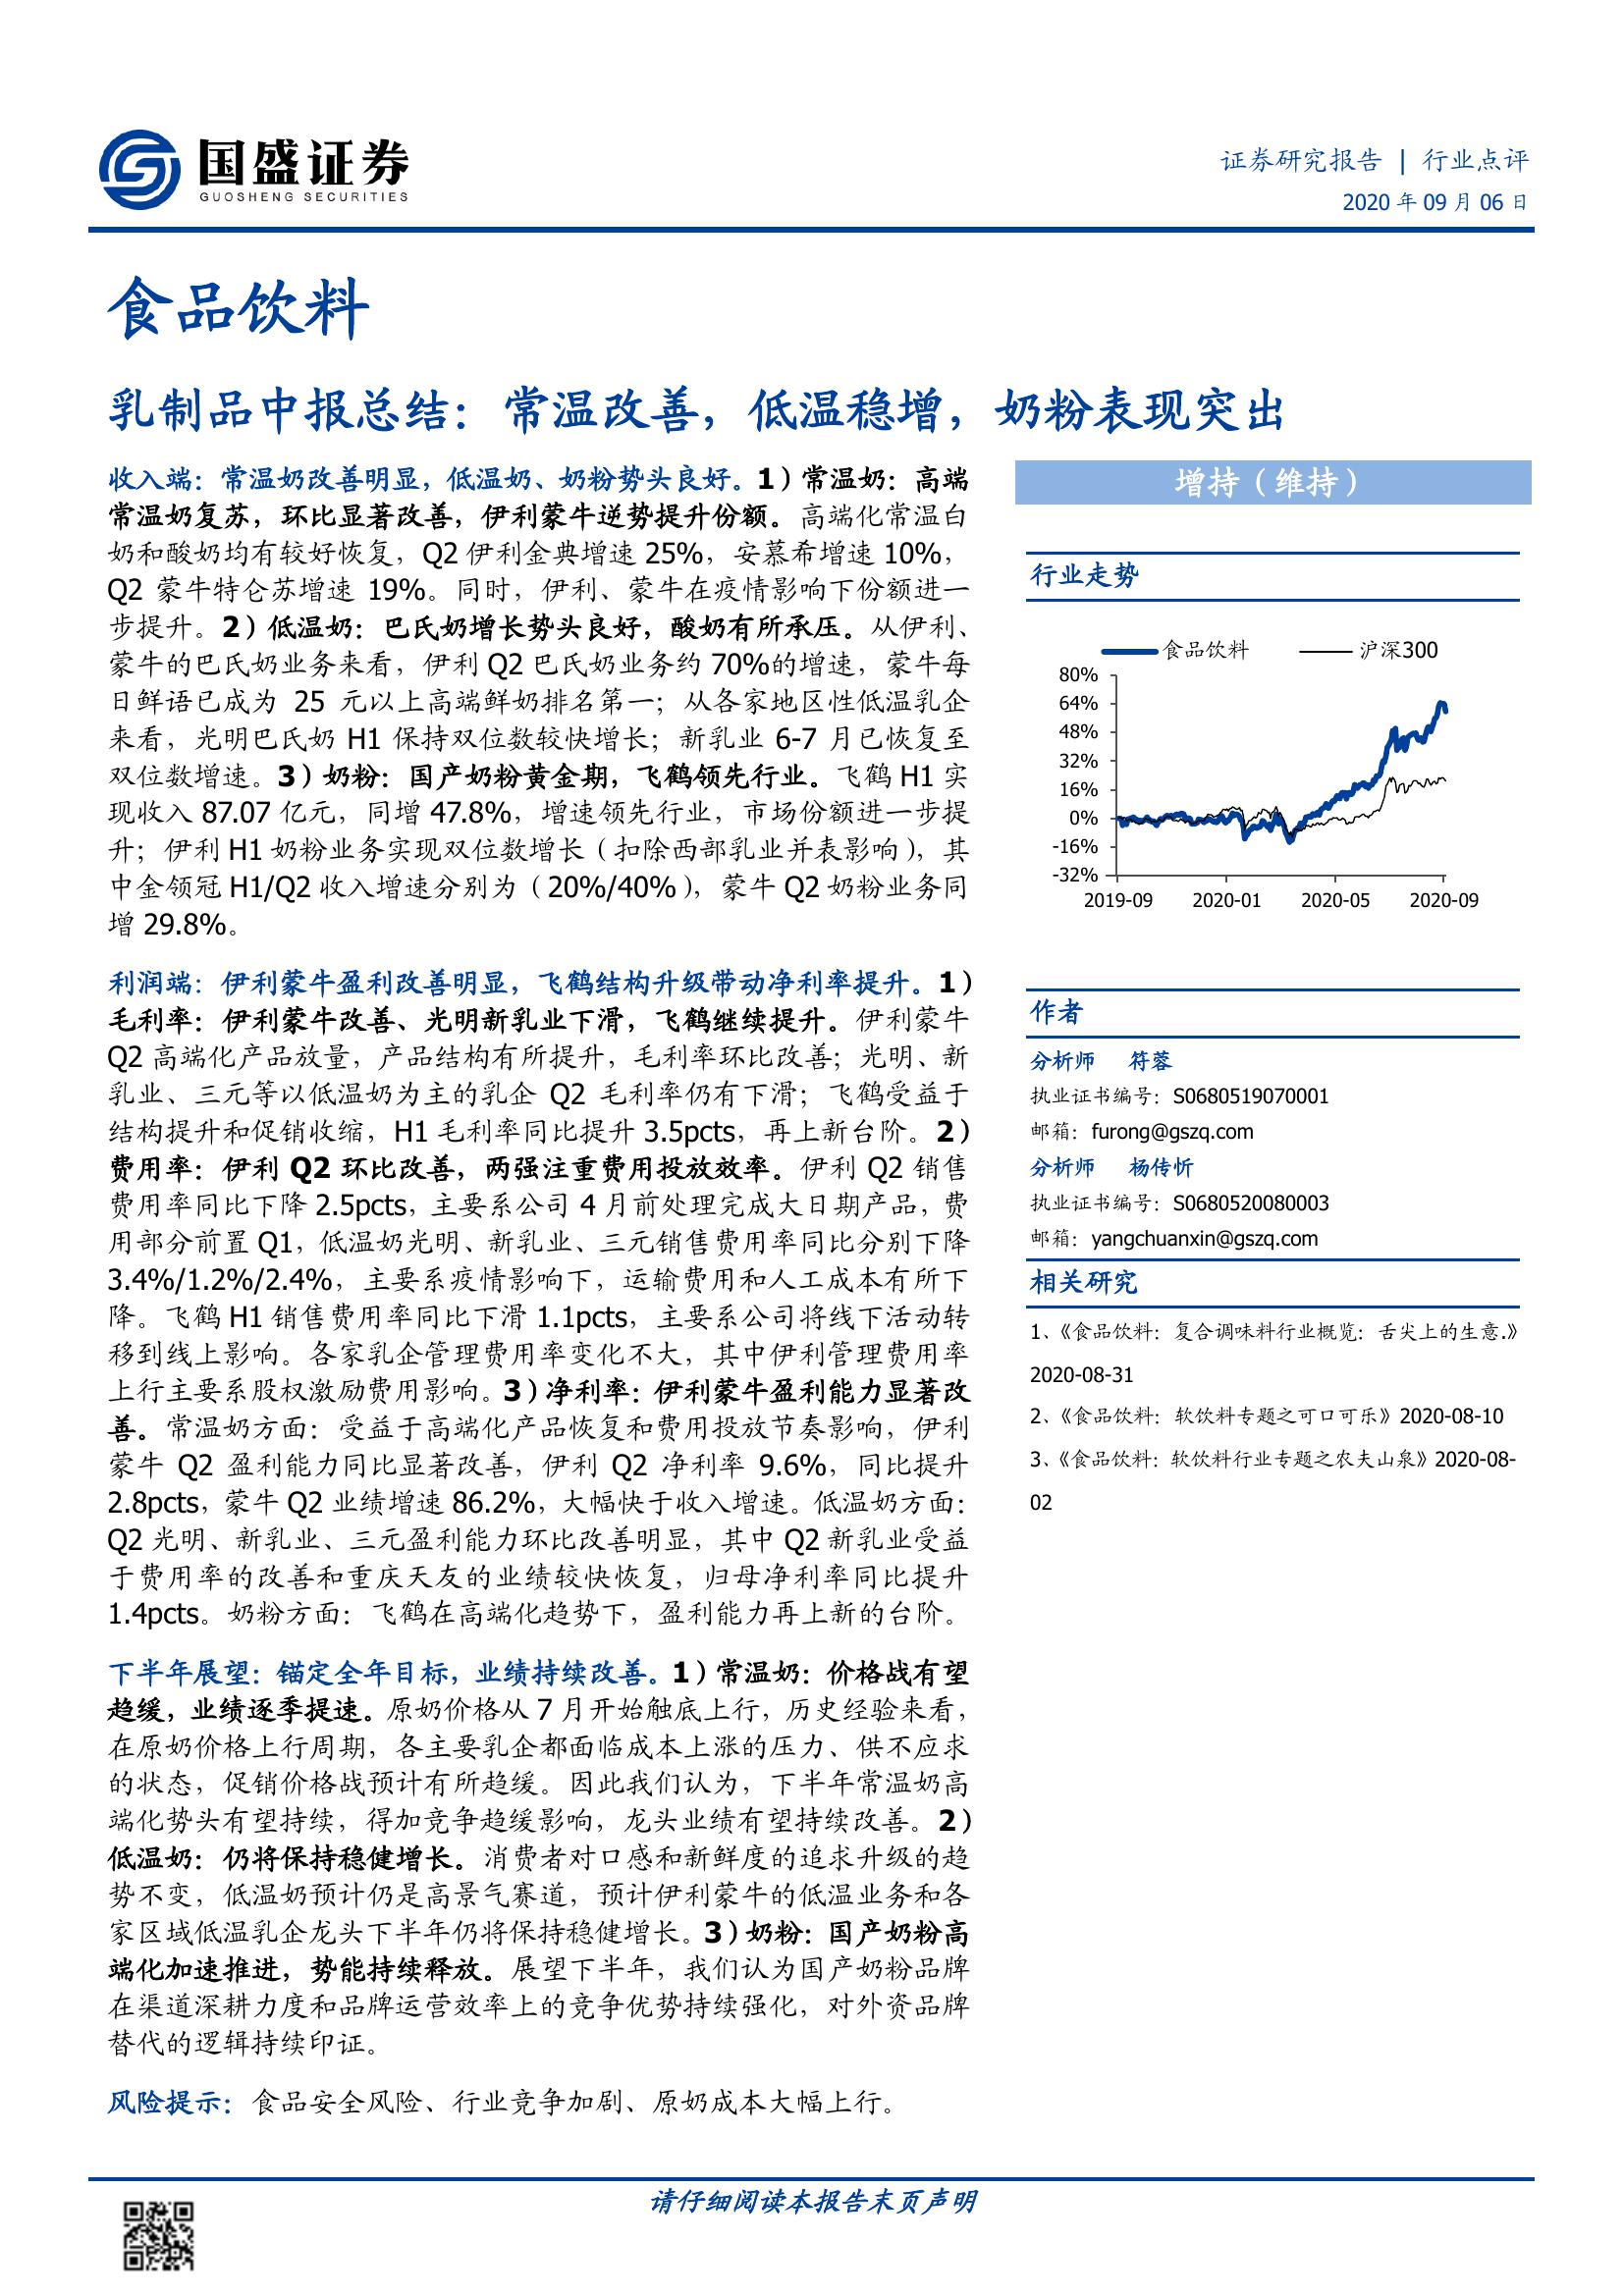 国盛证券
GUOSHENG SECURITIES
证券研究报告 | 行业点评
2020 年 09 月 06 日
食品饮料
乳制品中报总结：常温改善，低温稳增，奶粉表现突出
收入端：常温奶改善明显，低温奶、奶粉势头良好。1）常温奶：高端
常温奶复苏，环比显著改善，伊利蒙牛逆势提升份额。高端化常温白
奶和酸奶均有较好恢复，Q2 伊利金典增速 25%，安慕希增速 10%，
Q2 蒙牛特仑苏增速 19%。同时，伊利、蒙牛在疫情影响下份额进一
步提升。2）低温奶：巴氏奶增长势头良好，酸奶有所承压。从伊利、
蒙牛的巴氏奶业务来看，伊利 Q2 巴氏奶业务约 70%的增速，蒙牛每
日鲜语已成为 25 元以上高端鲜奶排名第一；从各家地区性低温乳企
来看，光明巴氏奶 H1 保持双位数较快增长；新乳业 6-7 月已恢复至
双位数增速。3）奶粉：国产奶粉黄金期，飞鹤领先行业。飞鹤 H1 实
现收入 87.07 亿元，同增 47.8%，增速领先行业，市场份额进一步提
升；伊利 H1 奶粉业务实现双位数增长（扣除西部乳业并表影响），其
中金领冠 H1/Q2 收入增速分别为（20%/40%），蒙牛 Q2 奶粉业务同
增 29.8%。
利润端：伊利蒙牛盈利改善明显，飞鹤结构升级带动净利率提升。1）
毛利率：伊利蒙牛改善、光明新乳业下滑，飞鹤继续提升。伊利蒙牛
Q2 高端化产品放量，产品结构有所提升，毛利率环比改善；光明、新
乳业、三元等以低温奶为主的乳企 Q2 毛利率仍有下滑；飞鹤受益于
结构提升和促销收缩，H1 毛利率同比提升 3.5pcts，再上新台阶。2）
费用率：伊利 Q2 环比改善，两强注重费用投放效率。伊利 Q2 销售
费用率同比下降 2.5pcts，主要系公司 4 月前处理完成大日期产品，费
用部分前置 Q1，低温奶光明、新乳业、三元销售费用率同比分别下降
3.4%/1.2%/2.4%，主要系疫情影响下，运输费用和人工成本有所下
降。飞鹤 H1 销售费用率同比下滑 1.1pcts，主要系公司将线下活动转
移到线上影响。各家乳企管理费用率变化不大，其中伊利管理费用率
上行主要系股权激励费用影响。3）净利率：伊利蒙牛盈利能力显著改
善。常温奶方面：受益于高端化产品恢复和费用投放节奏影响，伊利
蒙牛 Q2 盈利能力同比显著改善，伊利 Q2 净利率 9.6%，同比提升
2.8pcts，蒙牛 Q2 业绩增速 86.2%，大幅快于收入增速。低温奶方面：
Q2 光明、新乳业、三元盈利能力环比改善明显，其中 Q2 新乳业受益
于费用率的改善和重庆天友的业绩较快恢复，归母净利率同比提升
1.4pcts。奶粉方面：飞鹤在高端化趋势下，盈利能力再上新的台阶。
下半年展望：锚定全年目标，业绩持续改善。1）常温奶：价格战有望
趋缓，业绩逐季提速。原奶价格从 7 月开始触底上行，历史经验来看，
在原奶价格上行周期，各主要乳企都面临成本上涨的压力、供不应求
的状态，促销价格战预计有所趋缓。因此我们认为，下半年常温奶高
端化势头有望持续，得加竞争趋缓影响，龙头业绩有望持续改善。2）
低温奶：仍将保持稳健增长。消费者对口感和新鲜度的追求升级的趋
势不变，低温奶预计仍是高景气赛道，预计伊利蒙牛的低温业务和各
家区域低温乳企龙头下半年仍将保持稳健增长。3）奶粉：国产奶粉高
端化加速推进，势能持续释放。展望下半年，我们认为国产奶粉品牌
在渠道深耕力度和品牌运营效率上的竞争优势持续强化，对外资品牌
替代的逻辑持续印证。
风险提示：食品安全风险、行业竞争加剧、原奶成本大幅上行。
增持（维持）
行业走势
食品饮料 沪深300
80%
64%
48%
32%
16%
0%
-16%
-32%
2019-09 2020-01 2020-05 2020-09
作者
分析师 符蓉
执业证书编号：S0680519070001
邮箱：furong@gszq.com
分析师 杨传忻
执业证书编号：S0680520080003
邮箱：yangchuanxin@gszq.com
相关研究
1、《食品饮料：复合调味料行业概览：舌尖上的生意.》
2020-08-31
2、《食品饮料：软饮料专题之可口可乐》2020-08-10
3、《食品饮料：软饮料行业专题之农夫山泉》2020-08-
02
请仔细阅读本报告末页声明